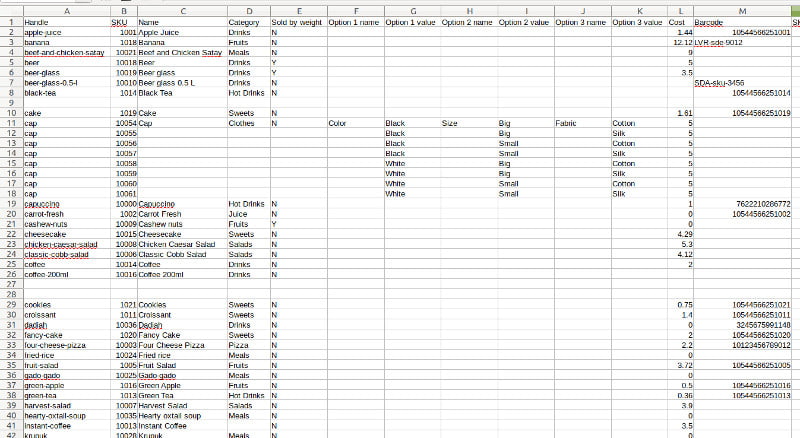 A B C D E F G H I J K L M
1 Handle SKU Name Category Sold by weight Option 1 name Option 1 value Option 2 name Option 2 value Option 3 name Option 3 value Cost Barcode
2 apple-juice 1001 Apple Juice Drinks N 1.44 10544566251001
3 banana 1018 Banana Fruits N 12.12 LVR-sde-9012
4 beef-and-chicken-satay 10021 Beef and Chicken Satay Meals N 9
5 beer 10018 Beer Drinks Y 5
6 beer-glass 10019 Beer glass Drinks Y 3.5
7 beer-glass-0.5-l 10010 Beer glass 0.5 L Drinks N SDA-sku-3456
8 black-tea 1014 Black Tea Hot Drinks N 10544566251014
9
10 cake 1019 Cake Sweets N 1.61 10544566251019
11 cap 10054 Cap Clothes N Color Black Size Big Fabric Cotton 5
12 cap 10055 Black Big Silk 5
13 cap 10056 Black Small Cotton 5
14 cap 10057 Black Small Silk 5
15 cap 10058 White Big Cotton 5
16 cap 10059 White Big Silk 5
17 cap 10060 White Small Cotton 5
18 cap 10061 White Small Silk 5
19 capuccino 10000 Capuccino Hot Drinks N 1 7622210286772
20 carrot-fresh 1002 Carrot Fresh Juice N 0 10544566251002
21 cashew-nuts 10009 Cashew nuts Fruits Y 0
22 cheesecake 10015 Cheesecake Sweets N 4.29
23 chicken-caesar-salad 10008 Chicken Caesar Salad Salads N 5.3
24 classic-cobb-salad 10006 Classic Cobb Salad Salads N 4.12
25 coffee 10014 Coffee Drinks N 2
26 coffee-200ml 10016 Coffee 200ml Drinks N
27
28
29 cookies 1021 Cookies Sweets N 0.75 10544566251021
30 croissant 1011 Croissant Sweets N 1.4 10544566251011
31 dadiah 10036 Dadiah Drinks N 0 3245675991148
32 fancy-cake 1020 Fancy Cake Sweets N 2 10544566251020
33 four-cheese-pizza 10003 Four Cheese Pizza Pizza N 2.2 10123456789012
34 fried-rice 10024 Fried rice Meals N 0
35 fruit-salad 1005 Fruit Salad Fruits N 3.72 10544566251005
36 gado-gado 10025 Gado-gado Meals N 0
37 green-apple 1016 Green Apple Fruits N 0.5 10544566251016
38 green-tea 1013 Green Tea Hot Drinks N 0.36 10544566251013
39 harvest-salad 10007 Harvest Salad Salads N 3.9
40 hearty-oxtail-soup 10035 Hearty oxtail soup Meals N 0
41 instant-coffee 10013 Instant Coffee N 3.5
42 krupuk 10028 Krupuk Meals N 0